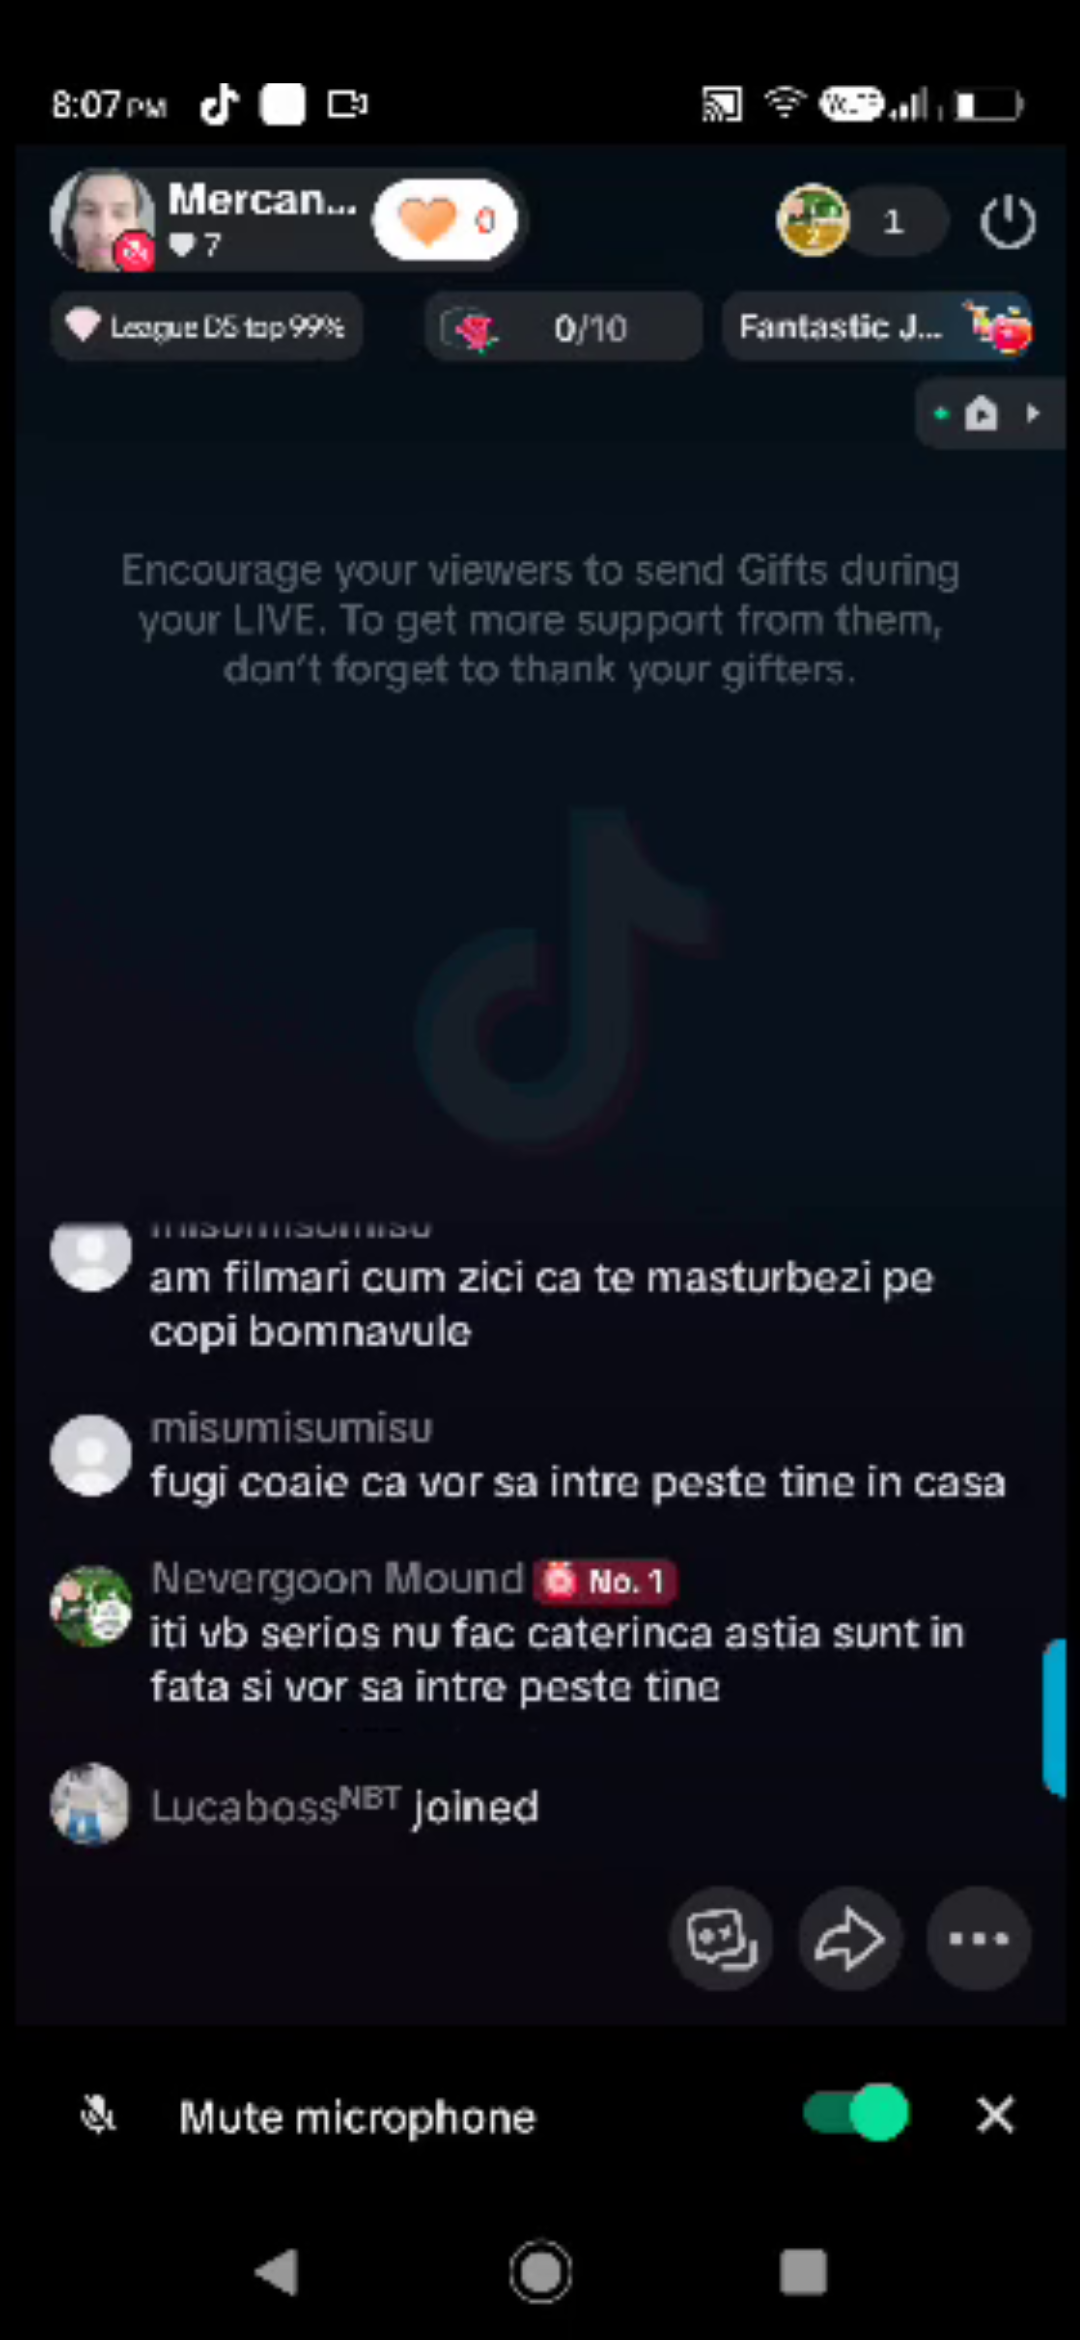 8:07 PM
Mercan...
7
0
1
League D5 top 99%
0/10
Fantastic J...
Encourage your viewers to send Gifts during
your LIVE. To get more support from them,
don't forget to thank your gifters.
misumisumisu
am filmari cum zici ca te masturbezi pe
copi bomnavule
misumisumisu
fugi coaie ca vor sa intre peste tine in casa
Nevergoon Mound No. 1
iti vb serios nu fac caterinca astia sunt in
fata si vor sa intre peste tine
Lucabossᴺᴮᵀ joined
Mute microphone